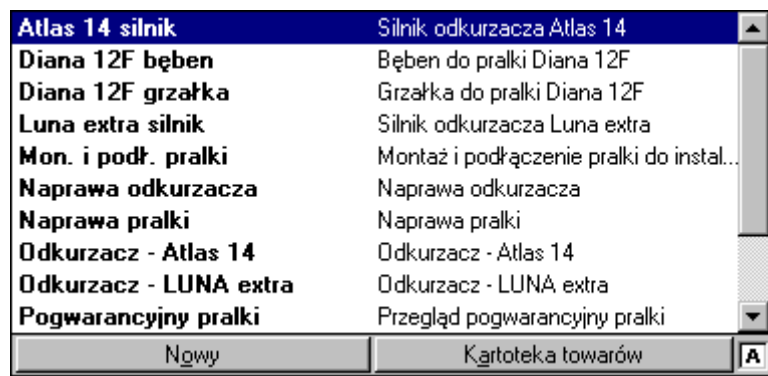 Atlas 14 silnik Silnik odkurzacza Atlas 14
Diana 12F bęben Bęben do pralki Diana 12F
Diana 12F grzałka Grzałka do pralki Diana 12F
Luna extra silnik Silnik odkurzacza Luna extra
Mon. i podł. pralki Montaż i podłączenie pralki do instal...
Naprawa odkurzacza Naprawa odkurzacza
Naprawa pralki Naprawa pralki
Odkurzacz - Atlas 14 Odkurzacz - Atlas 14
Odkurzacz - LUNA extra Odkurzacz - LUNA extra
Pogwarancyjny pralki Przegląd pogwarancyjny pralki
Nowy Kartoteka towarów A